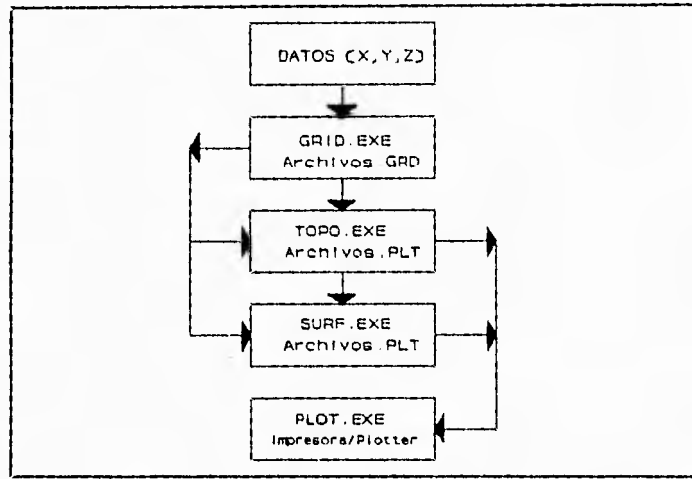 DATOS (X,Y,Z)
GRID.EXE
Archivos.GRD
TOPO.EXE
Archivos.PLT
SURF.EXE
Archivos.PLT
PLOT.EXE
Impresora/Plotter